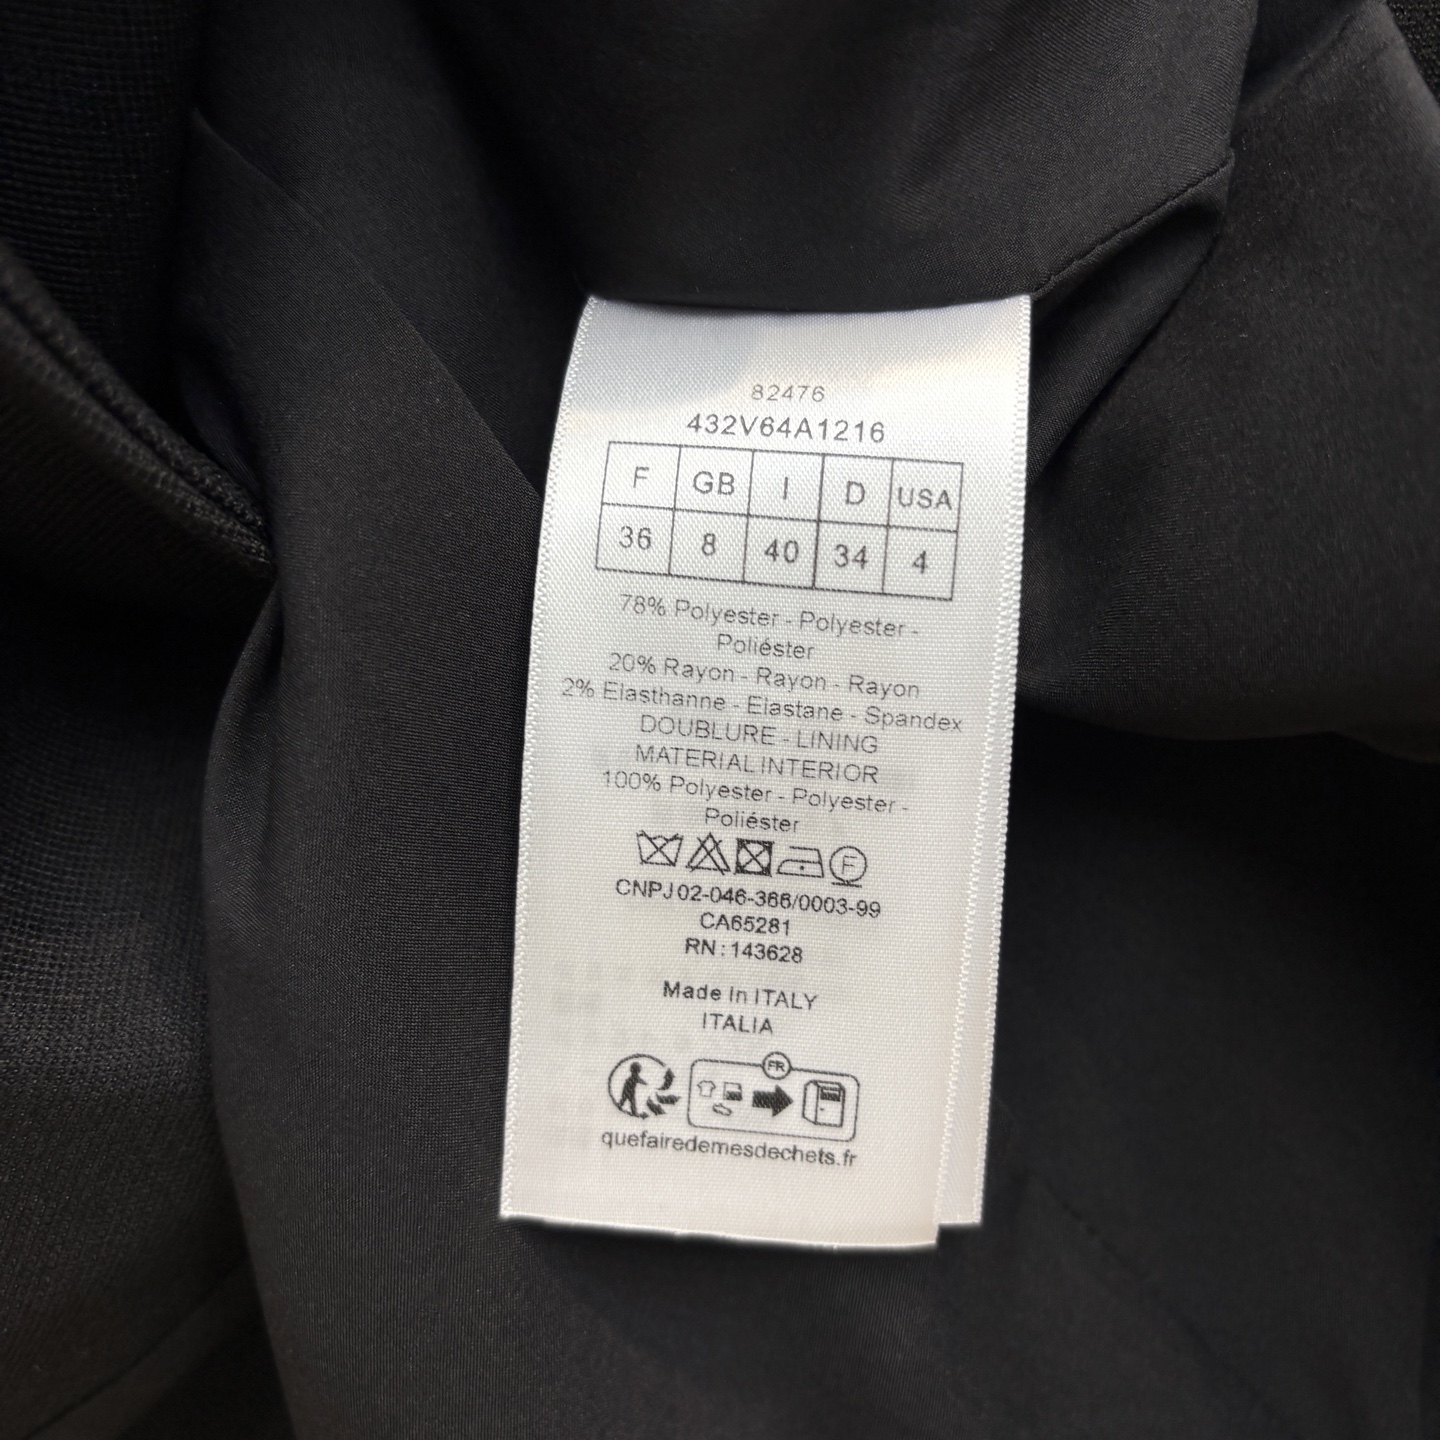 82476
432V64A1216
F GB I D USA
36 8 40 34 4
78% Polyester - Polyester -
Poliéster
20% Rayon - Rayon - Rayon
2% Elasthanne - Elastane - Spandex
DOUBLURE - LINING
MATERIAL INTERIOR
100% Polyester - Polyester -
Poliéster
F
CNPJ 02-046-366/0003-99
CA65281
RN : 143628
Made in ITALY
ITALIA
FR
quefairedemesdechets.fr